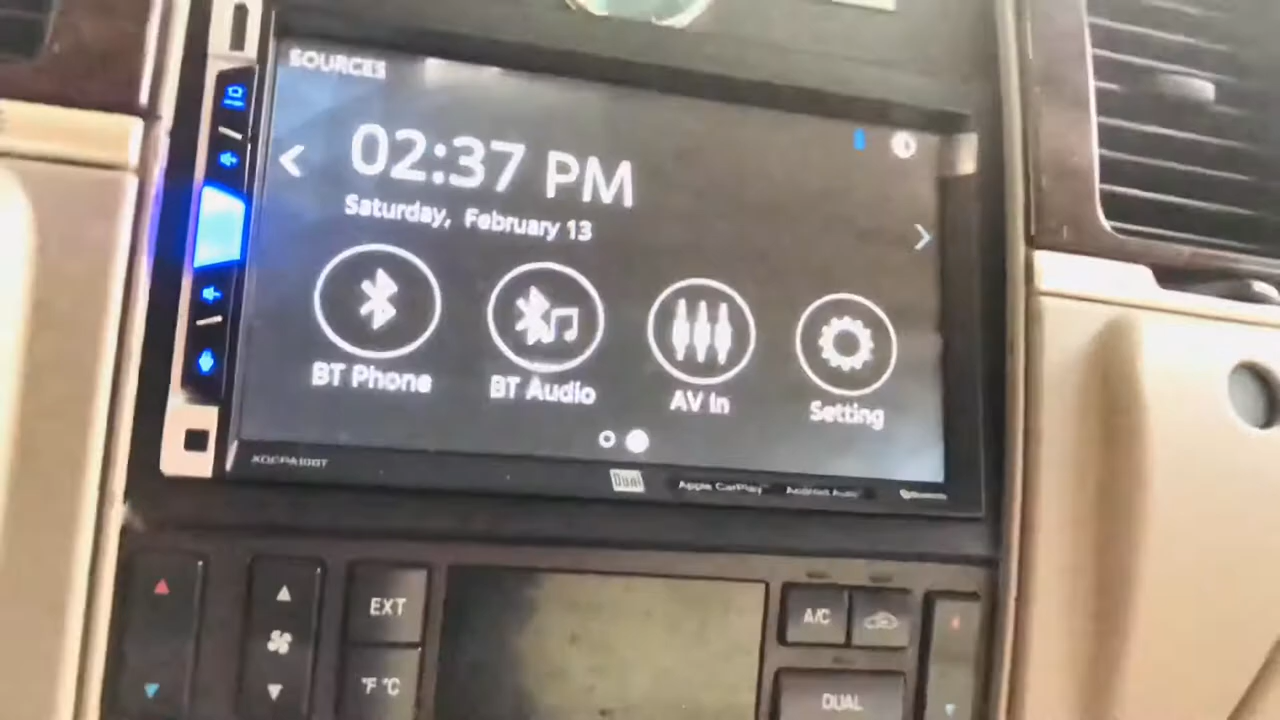 SOURCES
02:37 PM
Saturday, February 13
BT Phone
BT Audio
AV In
Setting
Dual
Apple CarPlay
Android Auto
EXT
A/C
°F °C
DUAL